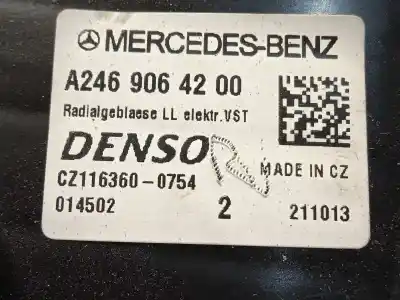 MERCEDES-BENZ
A246 906 42 00
Radialgeblaese LL elektr.VST
DENSO
MADE IN CZ
CZ116360-0754
014502 2 211013